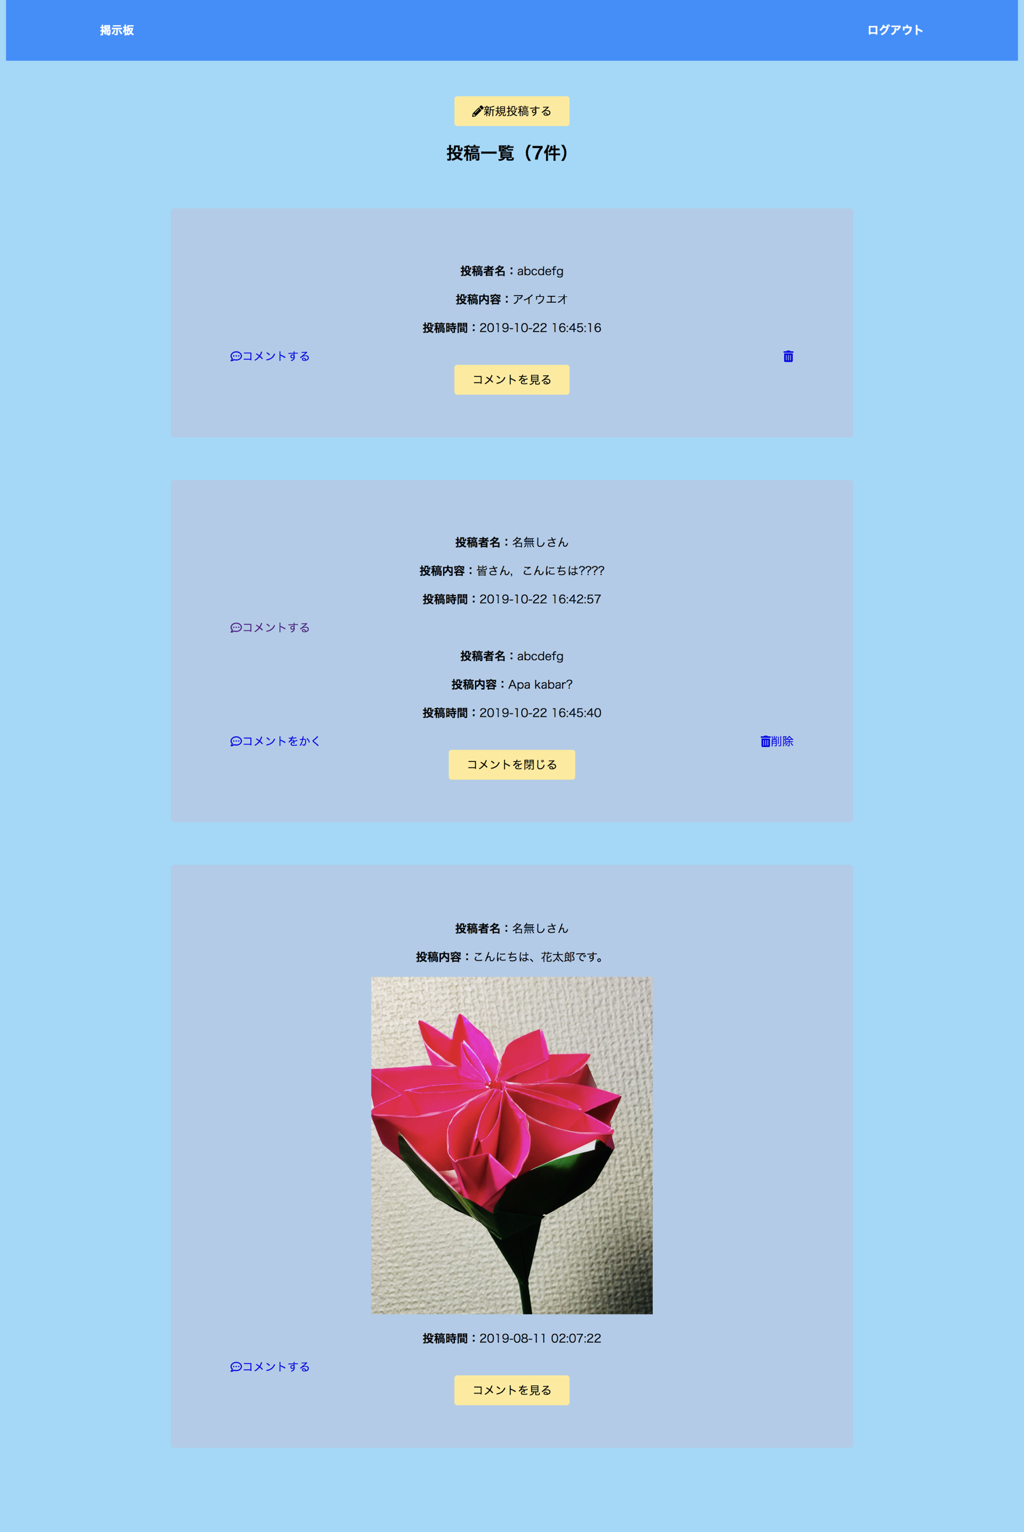 掲示板 ログアウト
新規投稿する
投稿一覧（7件）
投稿者名：abcdefg
投稿内容：アイウエオ
投稿時間：2019-10-22 16:45:16
コメントする
コメントを見る
投稿者名：名無しさん
投稿内容：皆さん，こんにちは????
投稿時間：2019-10-22 16:42:57
コメントする
投稿者名：abcdefg
投稿内容：Apa kabar?
投稿時間：2019-10-22 16:45:40
コメントをかく 削除
コメントを閉じる
投稿者名：名無しさん
投稿内容：こんにちは、花太郎です。
投稿時間：2019-08-11 02:07:22
コメントする
コメントを見る